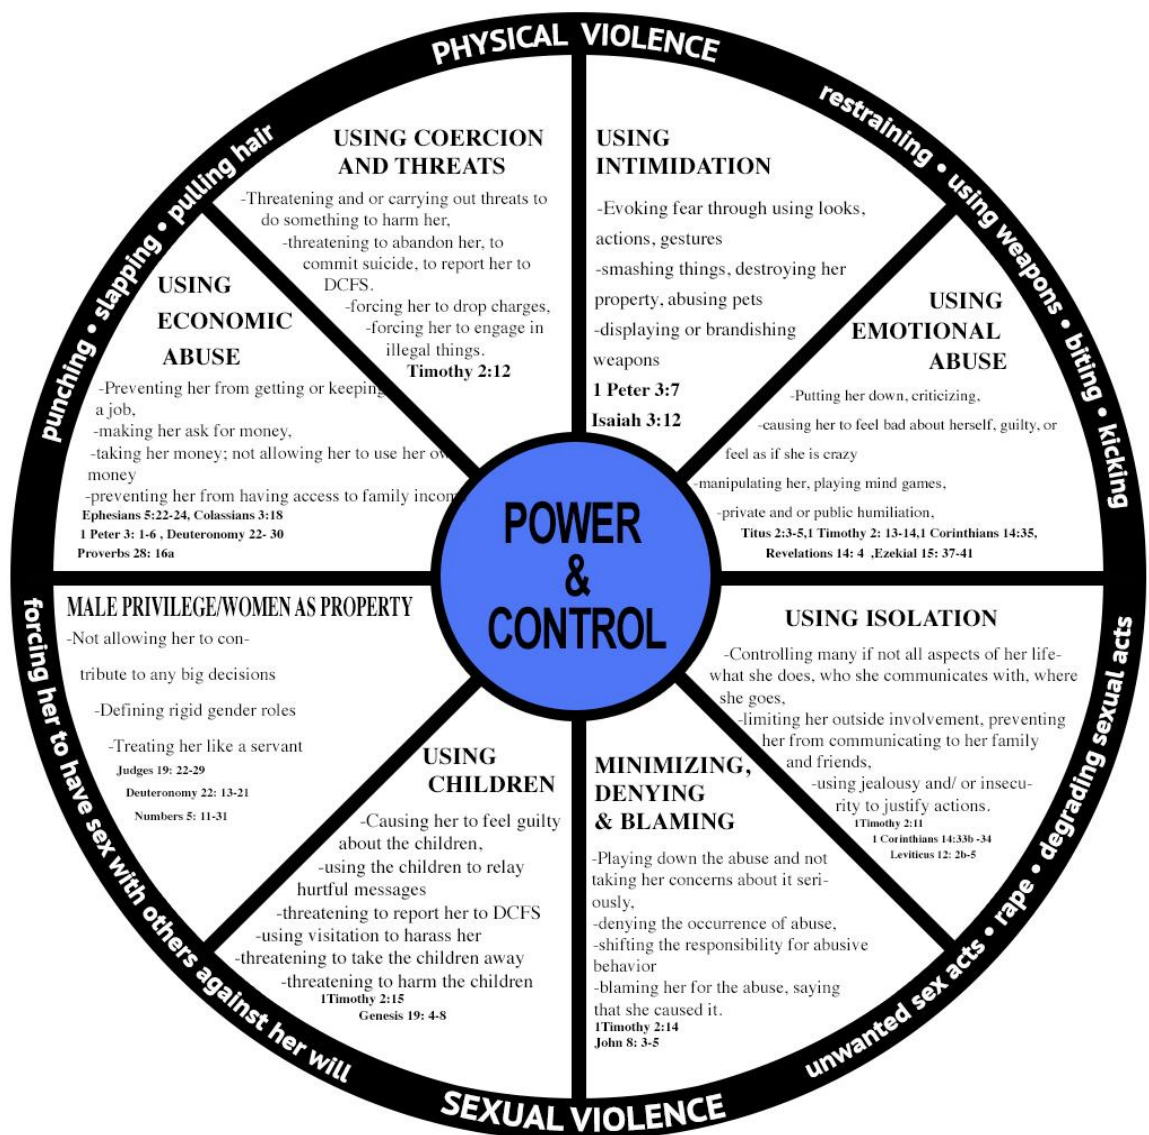 PHYSICAL VIOLENCE
punching • slapping • pulling hair
restraining • using weapons • biting • kicking
USING COERCION
AND THREATS
-Threatening and or carrying out threats to
do something to harm her,
-threatening to abandon her, to
commit suicide, to report her to
DCFS.
-forcing her to drop charges,
-forcing her to engage in
illegal things.
Timothy 2:12
USING
INTIMIDATION
-Evoking fear through using looks,
actions, gestures
-smashing things, destroying her
property, abusing pets
-displaying or brandishing
weapons
1 Peter 3:7
Isaiah 3:12
USING
EMOTIONAL
ABUSE
-Putting her down, criticizing,
-causing her to feel bad about herself, guilty, or
feel as if she is crazy
-manipulating her, playing mind games,
-private and or public humiliation,
Titus 2:3-5,1 Timothy 2: 13-14,1 Corinthians 14:35,
Revelations 14: 4 ,Ezekial 15: 37-41
USING
ECONOMIC
ABUSE
-Preventing her from getting or keeping
a job,
-making her ask for money,
-taking her money; not allowing her to use her ow
money
-preventing her from having access to family incom
Ephesians 5:22-24, Colassians 3:18
1 Peter 3: 1-6 , Deuteronomy 22- 30
Proverbs 28: 16a
POWER
&
CONTROL
MALE PRIVILEGE/WOMEN AS PROPERTY
-Not allowing her to con-
tribute to any big decisions
-Defining rigid gender roles
-Treating her like a servant
Judges 19: 22-29
Deuteronomy 22: 13-21
Numbers 5: 11-31
USING
CHILDREN
-Causing her to feel guilty
about the children,
-using the children to relay
hurtful messages
-threatening to report her to DCFS
-using visitation to harass her
-threatening to take the children away
-threatening to harm the children
1Timothy 2:15
Genesis 19: 4-8
MINIMIZING,
DENYING
& BLAMING
-Playing down the abuse and not
taking her concerns about it seri-
ously,
-denying the occurrence of abuse,
-shifting the responsibility for abusive
behavior
-blaming her for the abuse, saying
that she caused it.
1Timothy 2:14
John 8: 3-5
USING ISOLATION
-Controlling many if not all aspects of her life-
what she does, who she communicates with, where
she goes,
-limiting her outside involvement, preventing
her from communicating to her family
and friends,
-using jealousy and/ or insecu-
rity to justify actions.
1Timothy 2:11
1 Corinthians 14:33b -34
Leviticus 12: 2b-5
forcing her to have sex with others against her will
unwanted sex acts • rape • degrading sexual acts
SEXUAL VIOLENCE